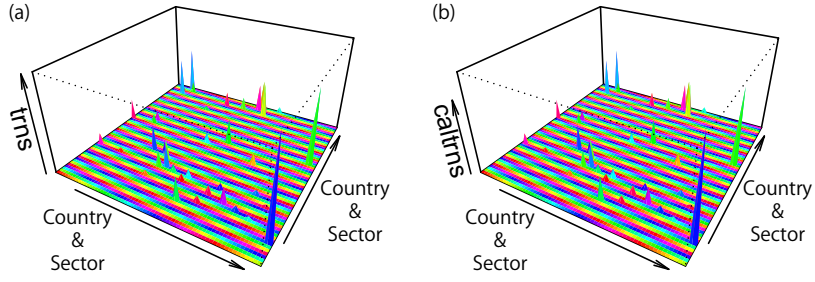 (a)
trns
Country
&
Sector
Country
&
Sector
(b)
caltrns
Country
&
Sector
Country
&
Sector